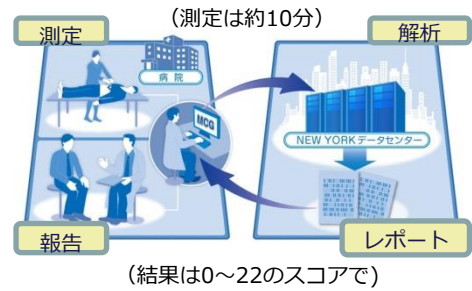 (測定は約10分)
測定
解析
病院
MCG
NEW YORKデータセンター
報告
レポート
(結果は0～22のスコアで)